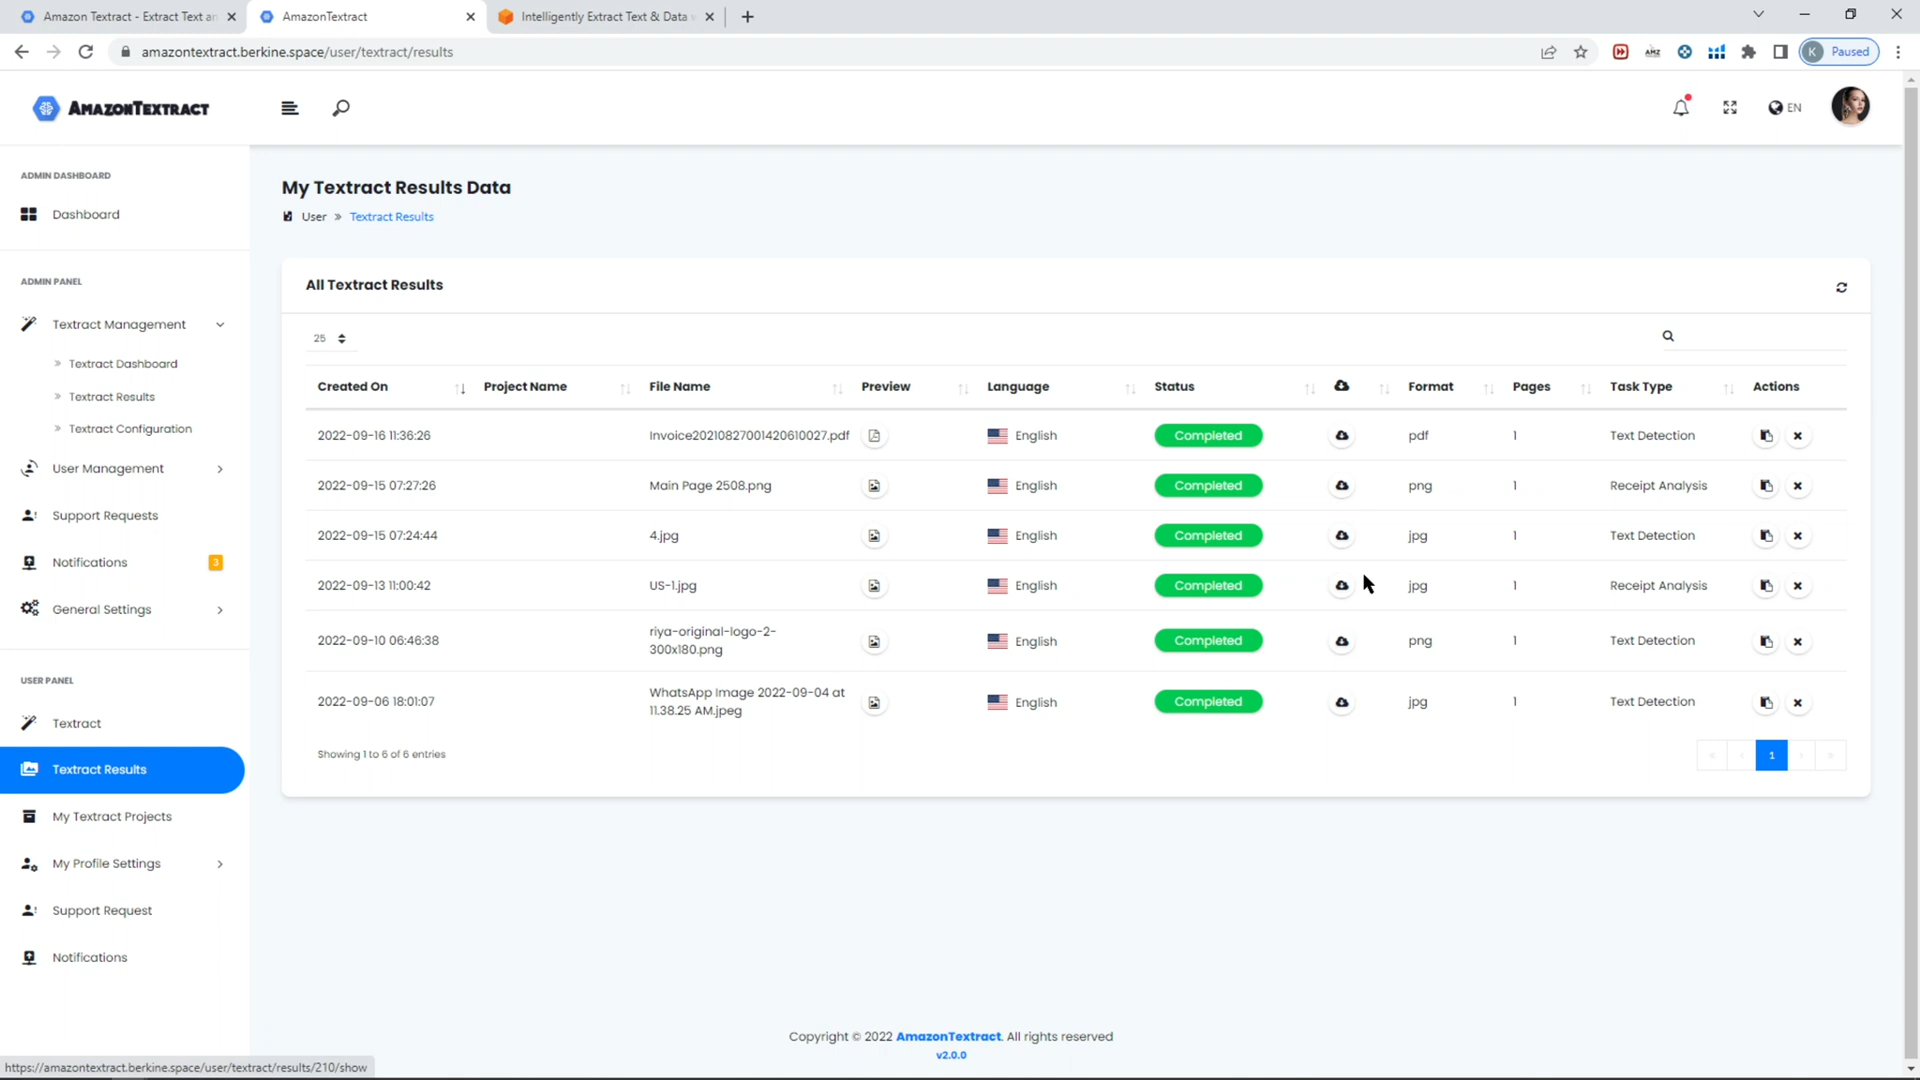 Amazon Textract - Extract Text an
AmazonTextract
Intelligently Extract Text & Data w
amazontextract.berkine.space/user/textract/results
AMZ
K Paused
AMAZONTEXTRACT
EN
ADMIN DASHBOARD
Dashboard
ADMIN PANEL
Textract Management
» Textract Dashboard
» Textract Results
» Textract Configuration
User Management
Support Requests
Notifications 3
General Settings
USER PANEL
Textract
Textract Results
My Textract Projects
My Profile Settings
Support Request
Notifications
My Textract Results Data
User » Textract Results
All Textract Results
25
Created On Project Name File Name Preview Language Status Format Pages Task Type Actions
2022-09-16 11:36:26 Invoice20210827001420610027.pdf English Completed pdf 1 Text Detection
2022-09-15 07:27:26 Main Page 2508.png English Completed png 1 Receipt Analysis
2022-09-15 07:24:44 4.jpg English Completed jpg 1 Text Detection
2022-09-13 11:00:42 US-1.jpg English Completed jpg 1 Receipt Analysis
2022-09-10 06:46:38 riya-original-logo-2-
300x180.png English Completed png 1 Text Detection
2022-09-06 18:01:07 WhatsApp Image 2022-09-04 at
11.38.25 AM.jpeg English Completed jpg 1 Text Detection
Showing 1 to 6 of 6 entries
« ‹ 1 › »
Copyright © 2022 AmazonTextract. All rights reserved
v2.0.0
https://amazontextract.berkine.space/user/textract/results/210/show